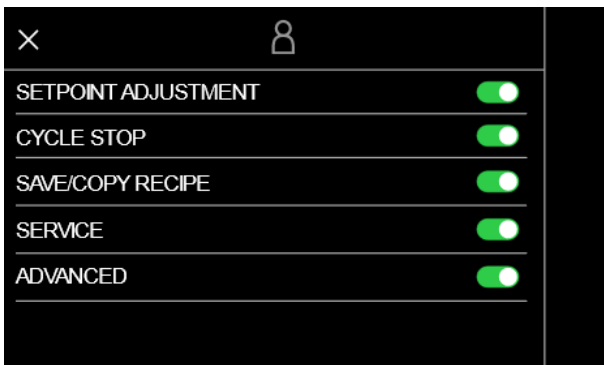 SETPOINT ADJUSTMENT
CYCLE STOP
SAVE/COPY RECIPE
SERVICE
ADVANCED